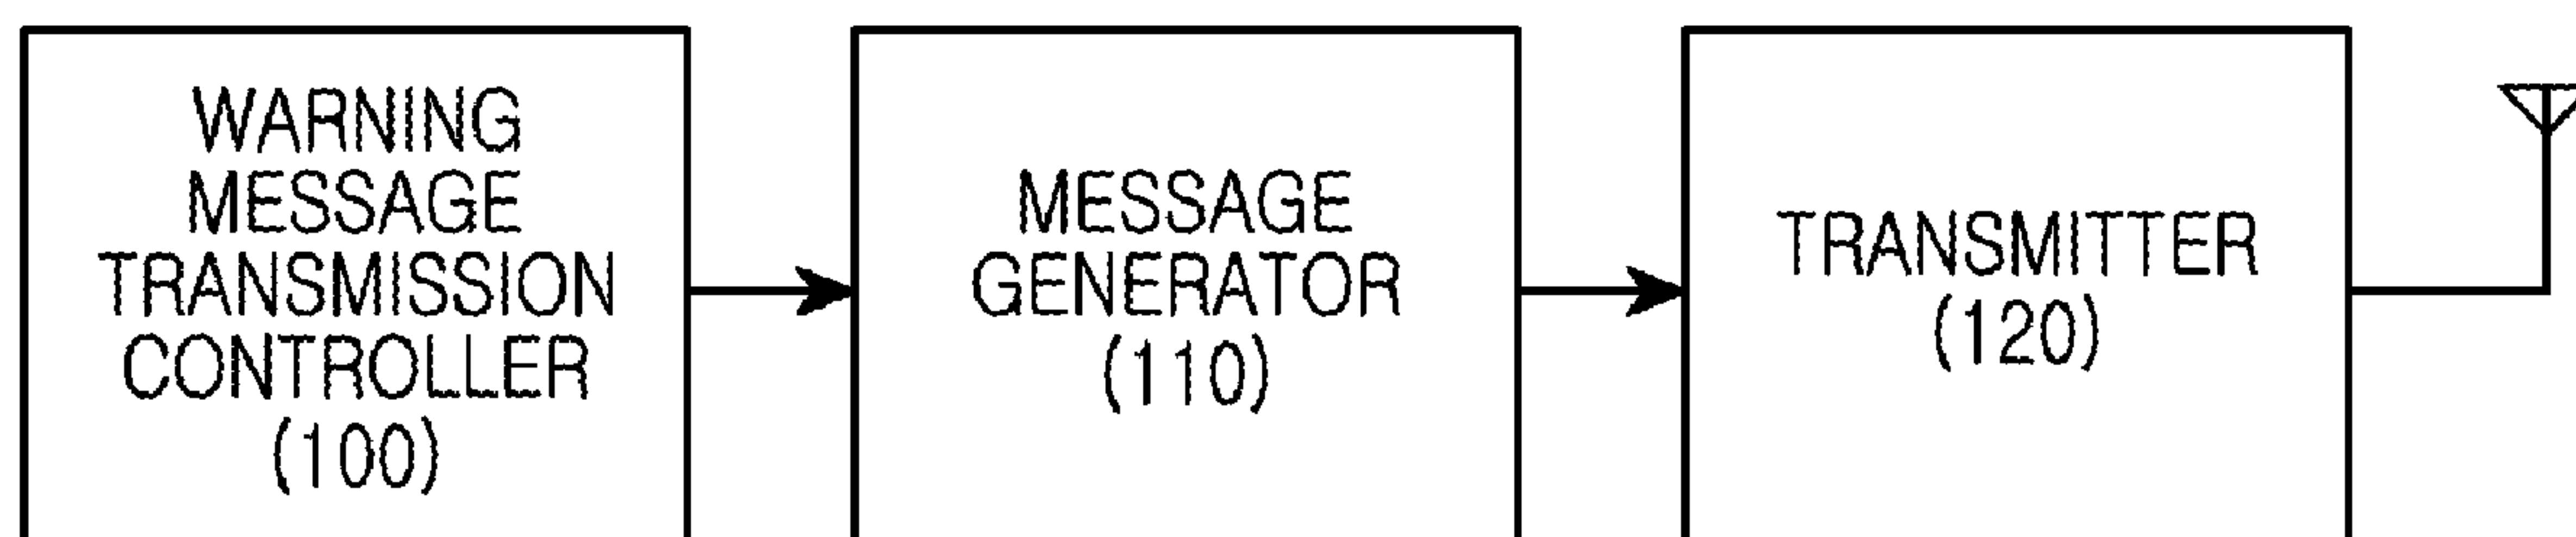 WARNING
MESSAGE
TRANSMISSION
CONTROLLER
(100)
MESSAGE
GENERATOR
(110)
TRANSMITTER
(120)